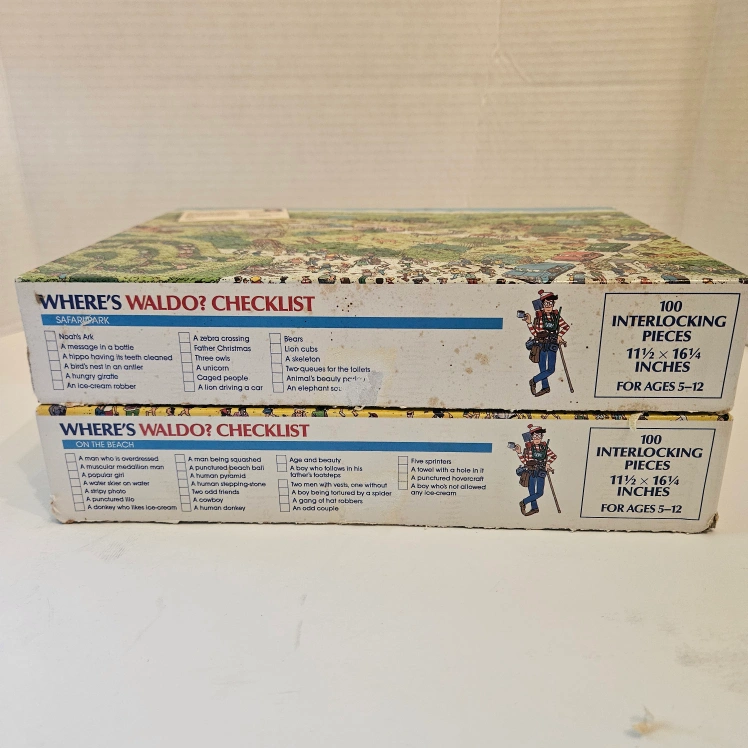 WHERE'S WALDO? CHECKLIST
SAFARI PARK
Noah's Ark
A message in a bottle
A hippo having its teeth cleaned
A bird's nest in an antler
A hungry giraffe
An ice-cream robber
A zebra crossing
Father Christmas
Three owls
A unicorn
Caged people
A lion driving a car
Bears
Lion cubs
A skeleton
Two queues for the toilets
Animal's beauty
An elephant
100
INTERLOCKING
PIECES
11½ × 16¼
INCHES
FOR AGES 5–12
WHERE'S WALDO? CHECKLIST
ON THE BEACH
A man who is overdressed
A muscular medallion man
A popular girl
A water skier on water
A stripy photo
A punctured lilo
A donkey who likes ice-cream
A man being squashed
A punctured beach ball
A human pyramid
A human stepping-stone
Two odd friends
A cowboy
A human donkey
Age and beauty
A boy who follows in his
father's footsteps
Two men with vests, one without
A boy being tortured by a spider
A gang of hat robbers
An odd couple
Five sprinters
A towel with a hole in it
A punctured hovercraft
A boy who's not allowed
any ice-cream
100
INTERLOCKING
PIECES
11½ × 16¼
INCHES
FOR AGES 5–12